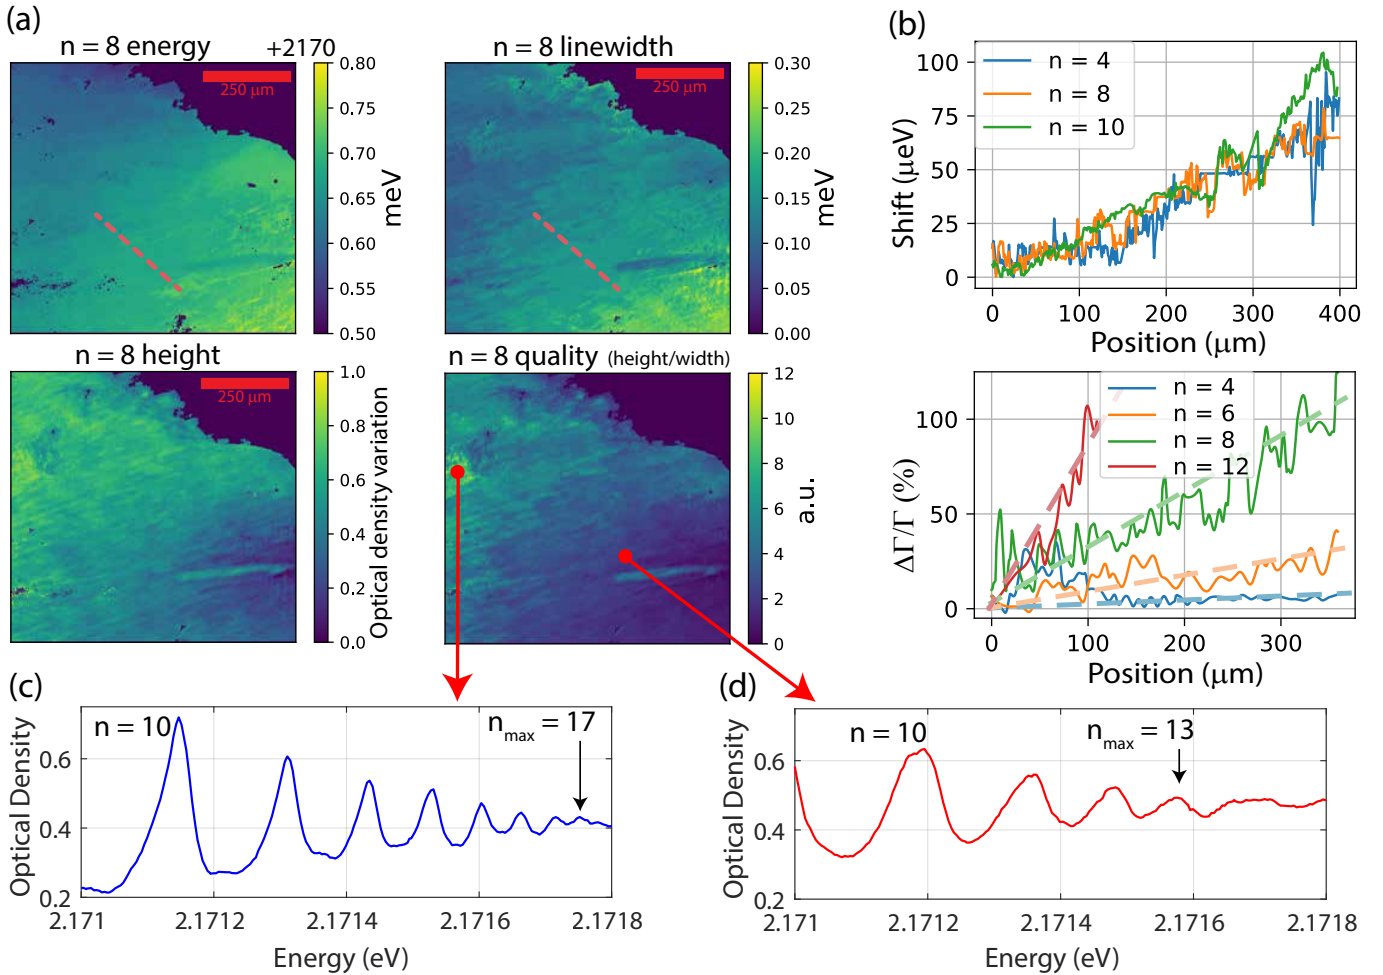 (a)
n = 8 energy +2170
250 μm
0.80
0.75
0.70
0.65
0.60
0.55
0.50
meV
n = 8 linewidth
250 μm
0.30
0.25
0.20
0.15
0.10
0.05
0.00
meV
n = 8 height
250 μm
1.0
0.8
0.6
0.4
0.2
0.0
Optical density variation
n = 8 quality (height/width)
12
10
8
6
4
2
0
a.u.
(b)
n = 4
n = 8
n = 10
100
75
50
25
0
Shift (μeV)
0 100 200 300 400
Position (μm)
n = 4
n = 6
n = 8
n = 12
100
50
0
ΔΓ/Γ (%)
0 100 200 300
Position (μm)
(c)
n = 10
nmax = 17
0.6
0.4
0.2
Optical Density
2.171 2.1712 2.1714 2.1716 2.1718
Energy (eV)
(d)
n = 10
nmax = 13
0.6
0.4
0.2
Optical Density
2.171 2.1712 2.1714 2.1716 2.1718
Energy (eV)